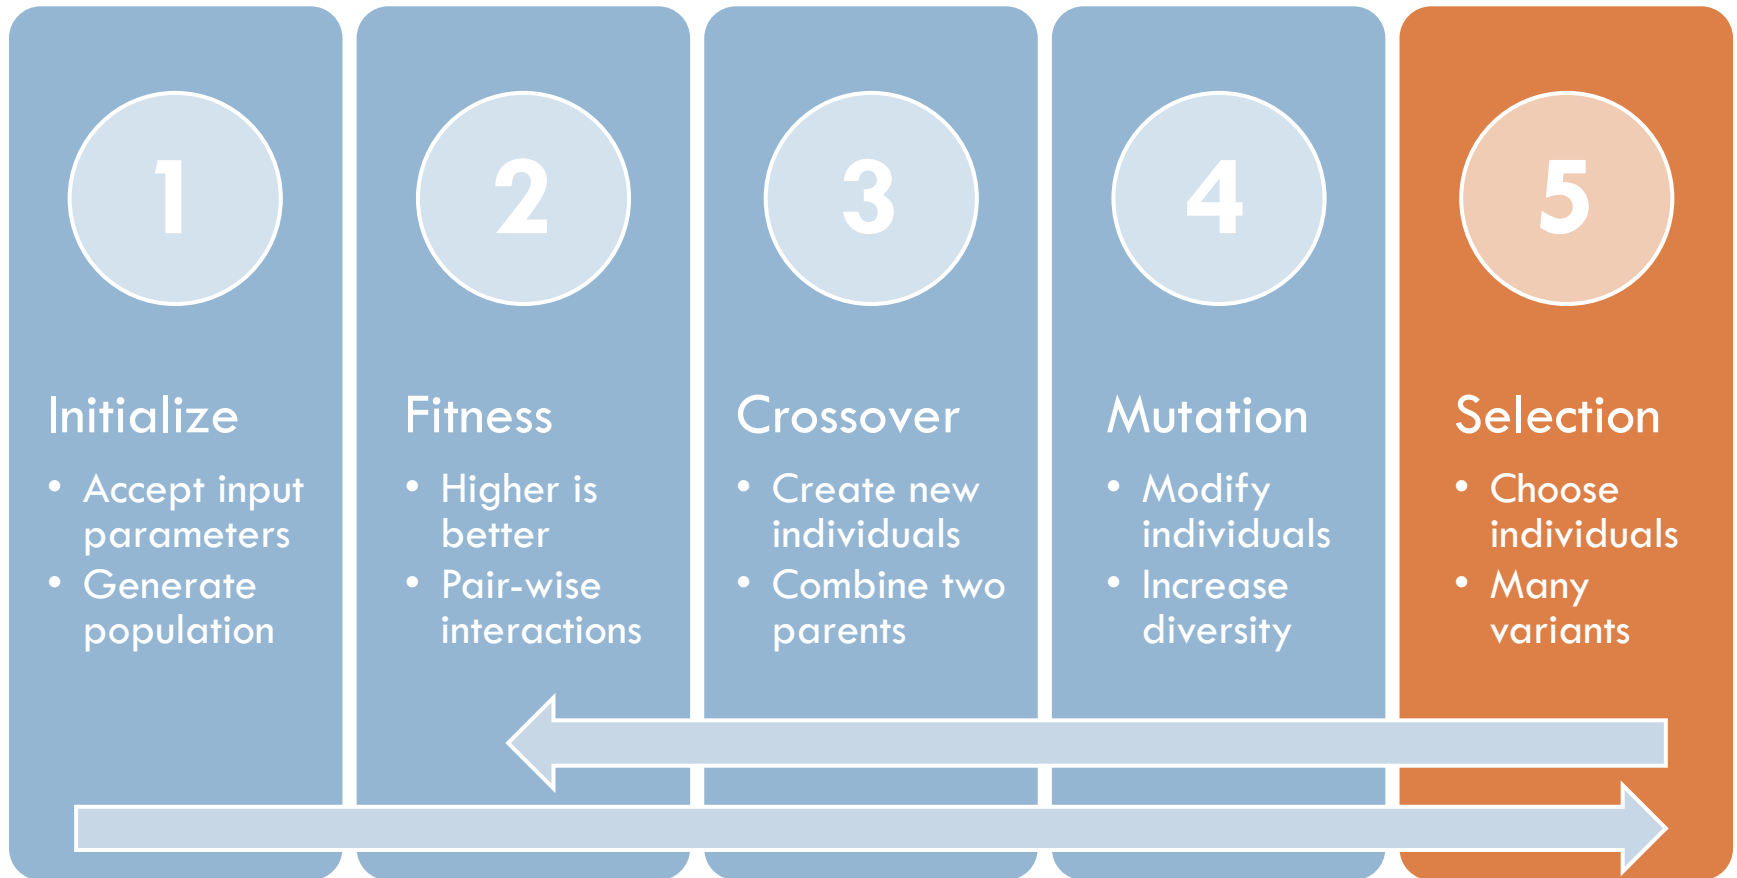 1
Initialize
• Accept input
parameters
• Generate
population
2
Fitness
• Higher is
better
• Pair-wise
interactions
3
Crossover
• Create new
individuals
• Combine two
parents
4
Mutation
• Modify
individuals
• Increase
diversity
5
Selection
• Choose
individuals
• Many
variants